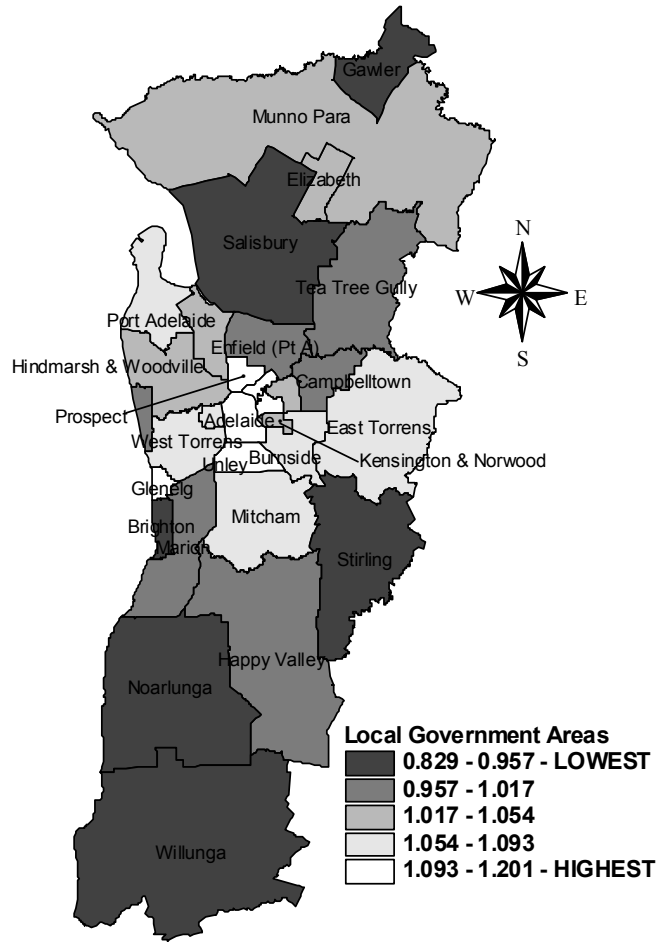 Gawler
Munno Para
Elizabeth
Salisbury
N
W
E
S
Tea Tree Gully
Port Adelaide
Enfield (Pt A)
Hindmarsh & Woodville
Campbelltown
Prospect
Adelaide
East Torrens
West Torrens
Unley
Burnside
Kensington & Norwood
Glenelg
Mitcham
Brighton
Marion
Stirling
Happy Valley
Noarlunga
Willunga
Local Government Areas
0.829 - 0.957 - LOWEST
0.957 - 1.017
1.017 - 1.054
1.054 - 1.093
1.093 - 1.201 - HIGHEST